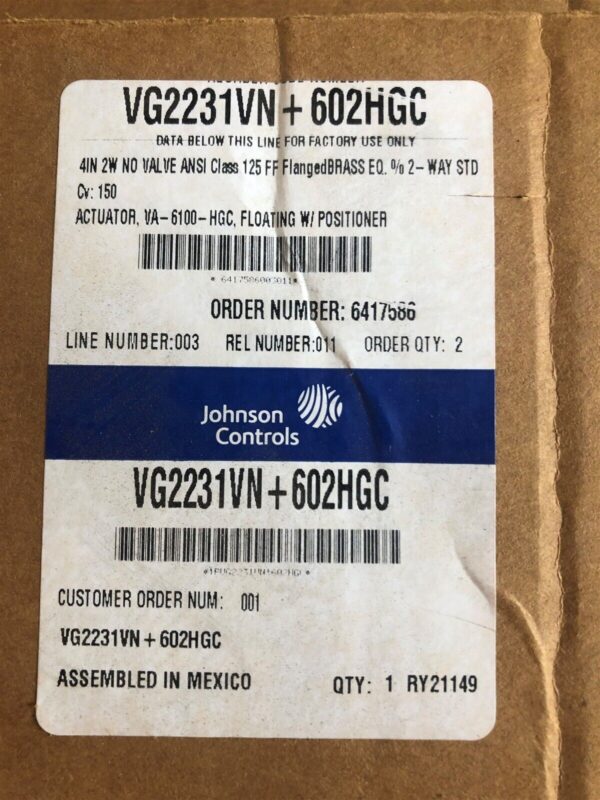 VG2231VN+602HGC
DATA BELOW THIS LINE FOR FACTORY USE ONLY
4IN 2W NO VALVE ANSI Class 125 FF FlangedBRASS EQ. % 2-WAY STD
Cv: 150
ACTUATOR, VA-6100-HGC, FLOATING W/ POSITIONER
ORDER NUMBER: 6417586
LINE NUMBER:003 REL NUMBER:011 ORDER QTY: 2
Johnson
Controls
VG2231VN+602HGC
CUSTOMER ORDER NUM: 001
VG2231VN+602HGC
ASSEMBLED IN MEXICO QTY: 1 RY21149